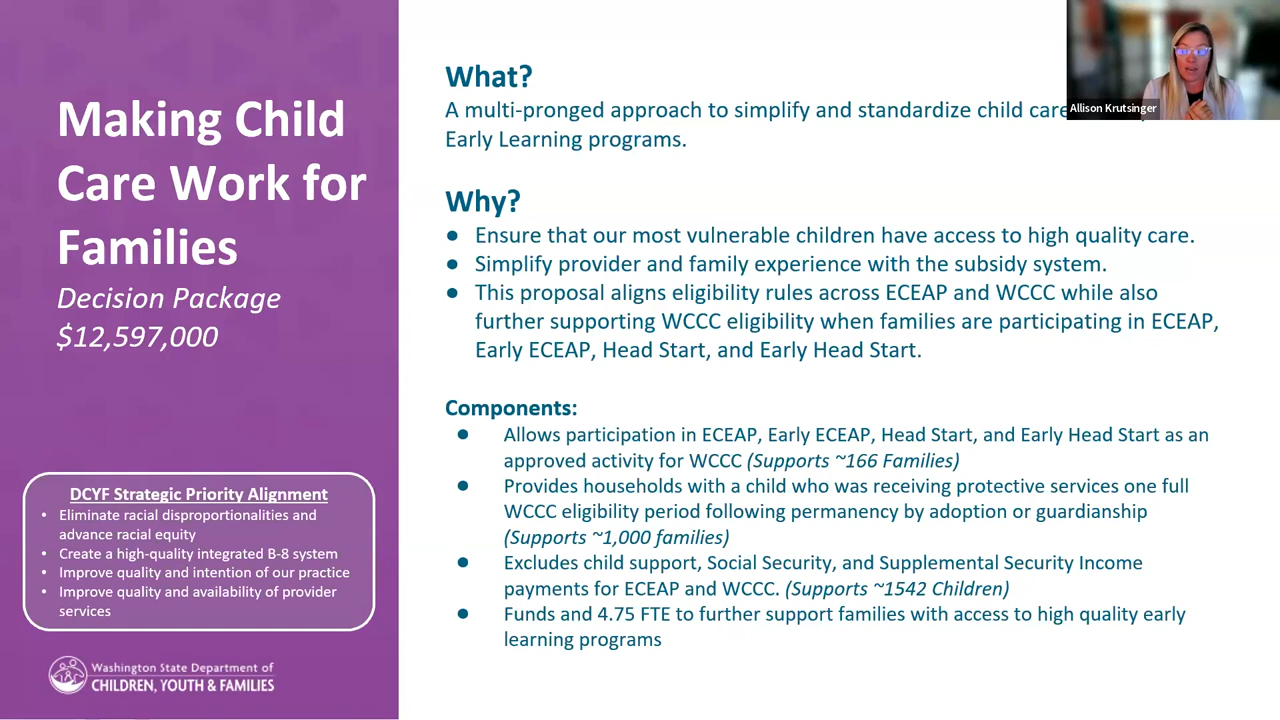 Making Child
Care Work for
Families
Decision Package
$12,597,000
DCYF Strategic Priority Alignment
• Eliminate racial disproportionalities and
advance racial equity
• Create a high-quality integrated B-8 system
• Improve quality and intention of our practice
• Improve quality and availability of provider
services
Washington State Department of
CHILDREN, YOUTH & FAMILIES
What?
A multi-pronged approach to simplify and standardize child care
Early Learning programs.
Why?
● Ensure that our most vulnerable children have access to high quality care.
● Simplify provider and family experience with the subsidy system.
● This proposal aligns eligibility rules across ECEAP and WCCC while also
further supporting WCCC eligibility when families are participating in ECEAP,
Early ECEAP, Head Start, and Early Head Start.
Components:
● Allows participation in ECEAP, Early ECEAP, Head Start, and Early Head Start as an
approved activity for WCCC (Supports ~166 Families)
● Provides households with a child who was receiving protective services one full
WCCC eligibility period following permanency by adoption or guardianship
(Supports ~1,000 families)
● Excludes child support, Social Security, and Supplemental Security Income
payments for ECEAP and WCCC. (Supports ~1542 Children)
● Funds and 4.75 FTE to further support families with access to high quality early
learning programs
Allison Krutsinger